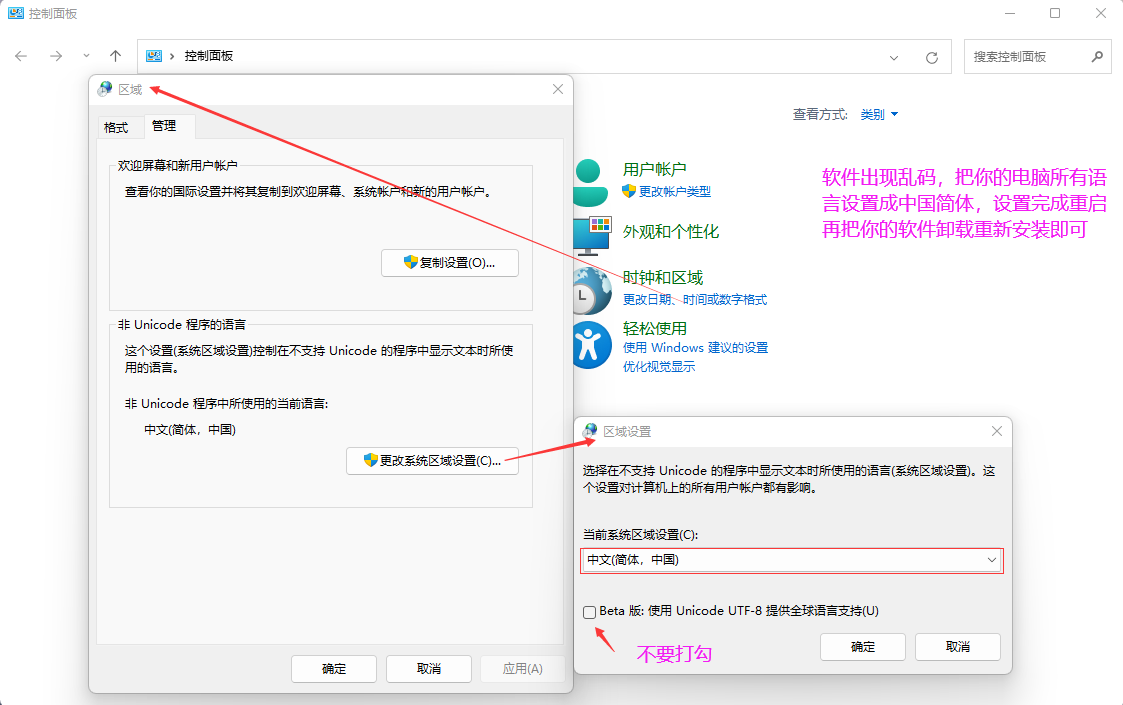 控制面板
控制面板
搜索控制面板
区域
格式
管理
欢迎屏幕和新用户帐户
查看你的国际设置并将其复制到欢迎屏幕、系统帐户和新的用户帐户。
复制设置(O)...
非 Unicode 程序的语言
这个设置(系统区域设置)控制在不支持 Unicode 的程序中显示文本时所使
用的语言。
非 Unicode 程序中所使用的当前语言:
中文(简体，中国)
更改系统区域设置(C)...
确定
取消
应用(A)
查看方式:
类别
用户帐户
更改帐户类型
外观和个性化
时钟和区域
更改日期、时间或数字格式
轻松使用
使用 Windows 建议的设置
优化视觉显示
软件出现乱码，把你的电脑所有语
言设置成中国简体，设置完成重启
再把你的软件卸载重新安装即可
区域设置
选择在不支持 Unicode 的程序中显示文本时所使用的语言(系统区域设置)。这
个设置对计算机上的所有用户帐户都有影响。
当前系统区域设置(C):
中文(简体，中国)
Beta 版: 使用 Unicode UTF-8 提供全球语言支持(U)
不要打勾
确定
取消